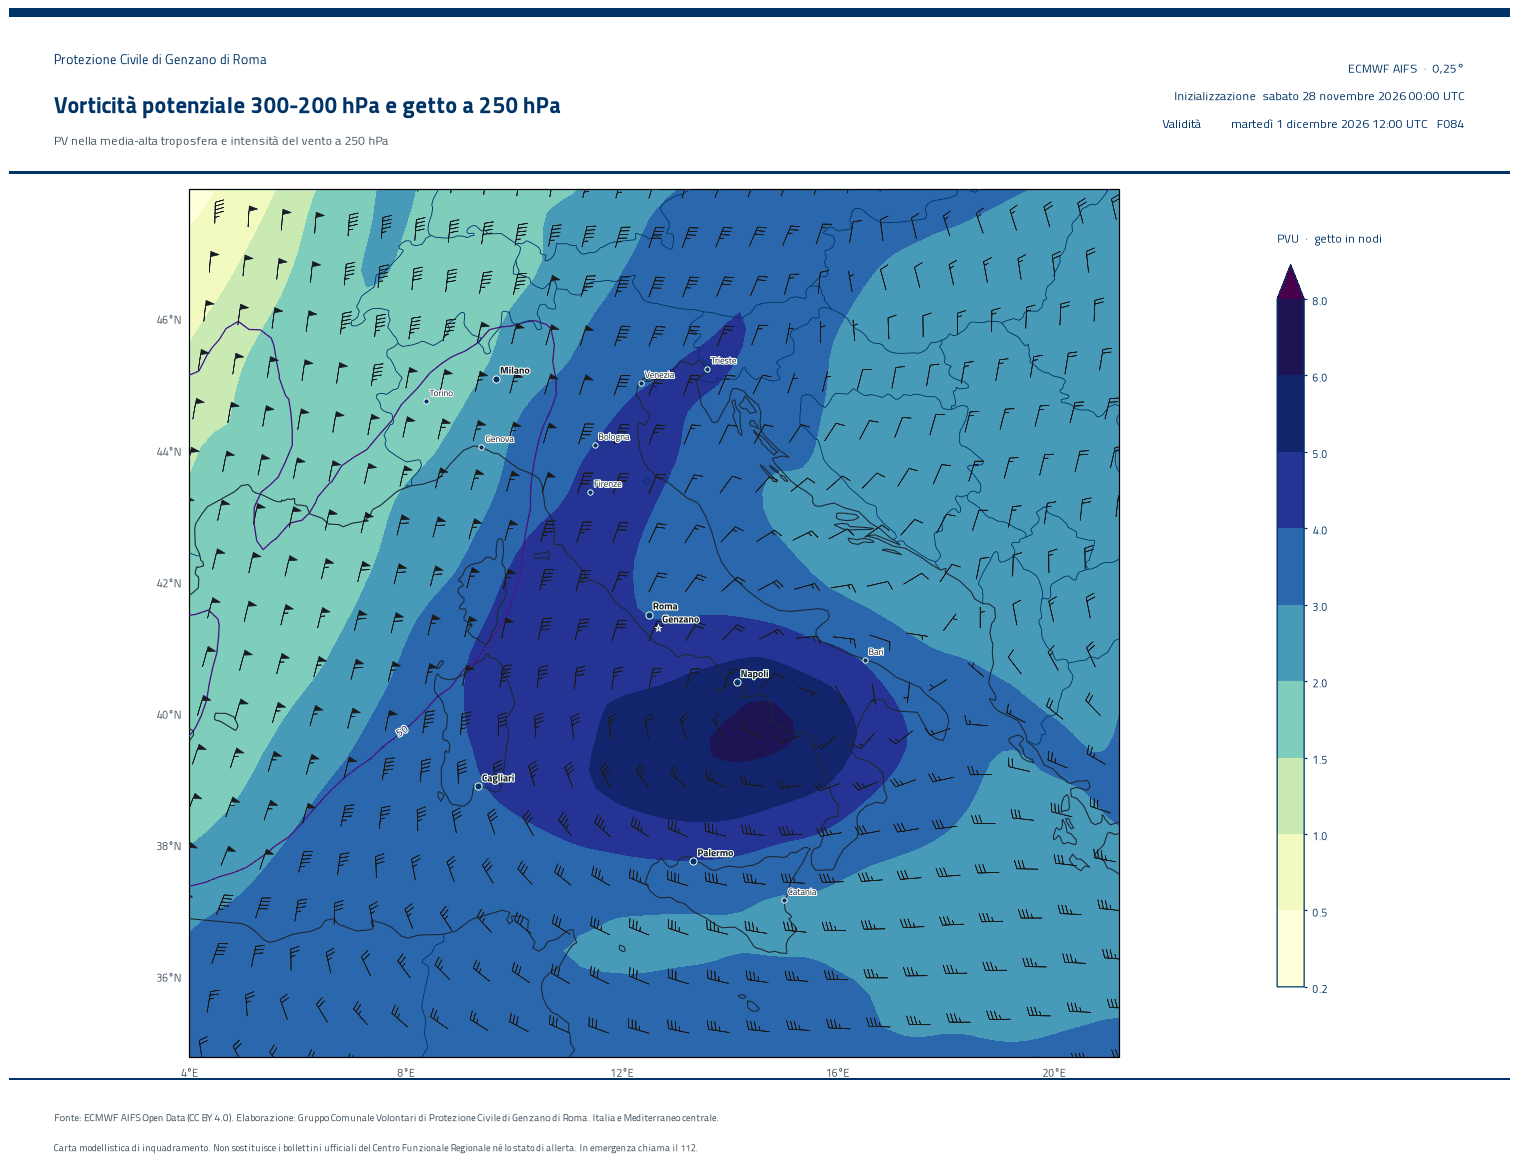 Protezione Civile di Genzano di Roma
Vorticità potenziale 300-200 hPa e getto a 250 hPa
PV nella media-alta troposfera e intensità del vento a 250 hPa
ECMWF AIFS · 0,25°
Inizializzazione sabato 28 novembre 2026 00:00 UTC
Validità martedì 1 dicembre 2026 12:00 UTC F084
PVU · getto in nodi
8.0
6.0
5.0
4.0
3.0
2.0
1.5
1.0
0.5
0.2
46°N
44°N
42°N
40°N
38°N
36°N
4°E
8°E
12°E
16°E
20°E
Milano
Torino
Venezia
Trieste
Genova
Bologna
Firenze
Roma
Genzano
Bari
Napoli
50
Cagliari
Palermo
Catania
Fonte: ECMWF AIFS Open Data (CC BY 4.0). Elaborazione: Gruppo Comunale Volontari di Protezione Civile di Genzano di Roma. Italia e Mediterraneo centrale.
Carta modellistica di inquadramento. Non sostituisce i bollettini ufficiali del Centro Funzionale Regionale né lo stato di allerta. In emergenza chiama il 112.